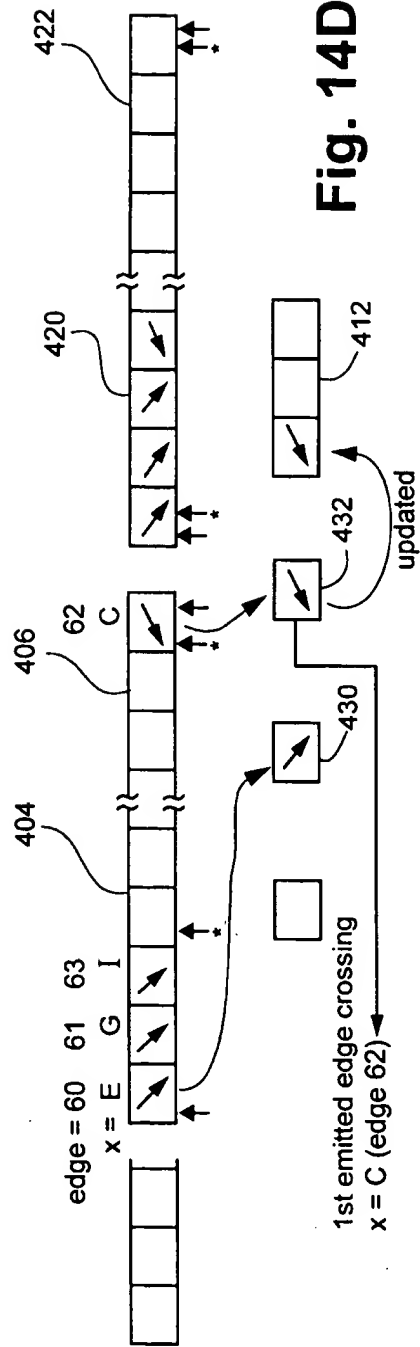 404
406
420
422
edge = 60 61 63 62
x = E G I C
*
*
*
*
430
432
412
updated
1st emitted edge crossing
x = C (edge 62)
Fig. 14D